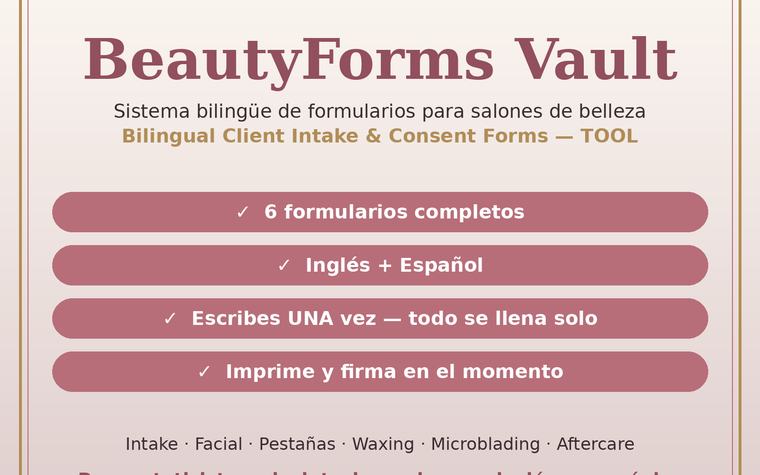 BeautyForms Vault
Sistema bilingüe de formularios para salones de belleza
Bilingual Client Intake & Consent Forms — TOOL
✓ 6 formularios completos
✓ Inglés + Español
✓ Escribes UNA vez — todo se llena solo
✓ Imprime y firma en el momento
Intake · Facial · Pestañas · Waxing · Microblading · Aftercare